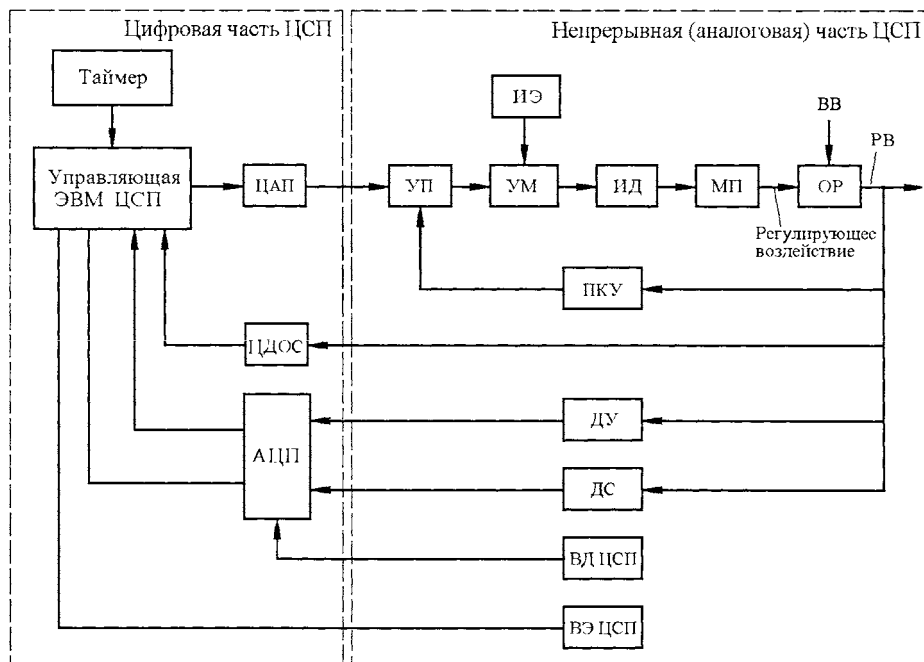 Цифровая часть ЦСП
Непрерывная (аналоговая) часть ЦСП
Таймер
ИЭ
ВВ
РВ
Управляющая
ЭВМ ЦСП
ЦАП
УП
УМ
ИД
МП
ОР
Регулирующее
воздействие
ПКУ
ЦДОС
ДУ
АЦП
ДС
ВД ЦСП
ВЭ ЦСП